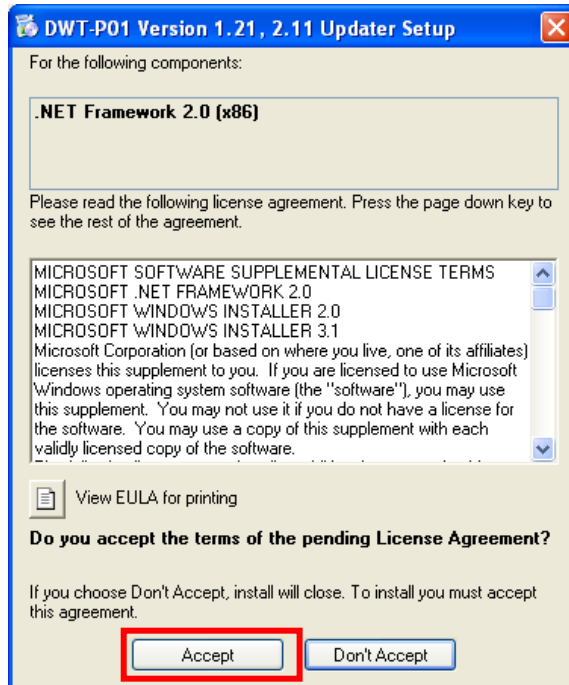 DWT-P01 Version 1.21, 2.11 Updater Setup
For the following components:
.NET Framework 2.0 (x86)
Please read the following license agreement. Press the page down key to
see the rest of the agreement.
MICROSOFT SOFTWARE SUPPLEMENTAL LICENSE TERMS
MICROSOFT .NET FRAMEWORK 2.0
MICROSOFT WINDOWS INSTALLER 2.0
MICROSOFT WINDOWS INSTALLER 3.1
Microsoft Corporation (or based on where you live, one of its affiliates)
licenses this supplement to you.  If you are licensed to use Microsoft
Windows operating system software (the "software"), you may use
this supplement.  You may not use it if you do not have a license for
the software.  You may use a copy of this supplement with each
validly licensed copy of the software.
View EULA for printing
Do you accept the terms of the pending License Agreement?
If you choose Don't Accept, install will close. To install you must accept
this agreement.
Accept
Don't Accept